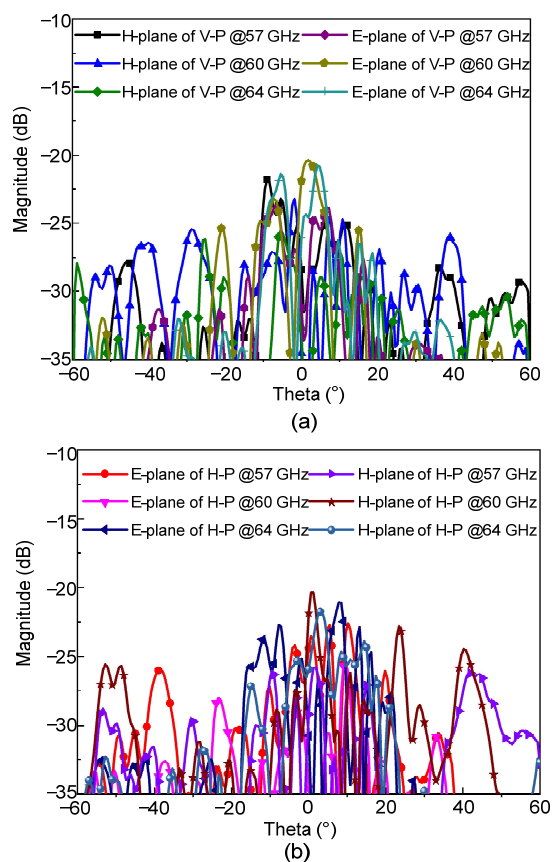 −10
H-plane of V-P @57 GHz E-plane of V-P @57 GHz
H-plane of V-P @60 GHz E-plane of V-P @60 GHz
−15
H-plane of V-P @64 GHz E-plane of V-P @64 GHz
−20
Magnitude (dB)
−25
−30
−35
−60 −40 −20 0 20 40 60
Theta (°)
(a)
−10
E-plane of H-P @57 GHz H-plane of H-P @57 GHz
E-plane of H-P @60 GHz H-plane of H-P @60 GHz
−15
E-plane of H-P @64 GHz H-plane of H-P @64 GHz
−20
Magnitude (dB)
−25
−30
−35
−60 −40 −20 0 20 40 60
Theta (°)
(b)